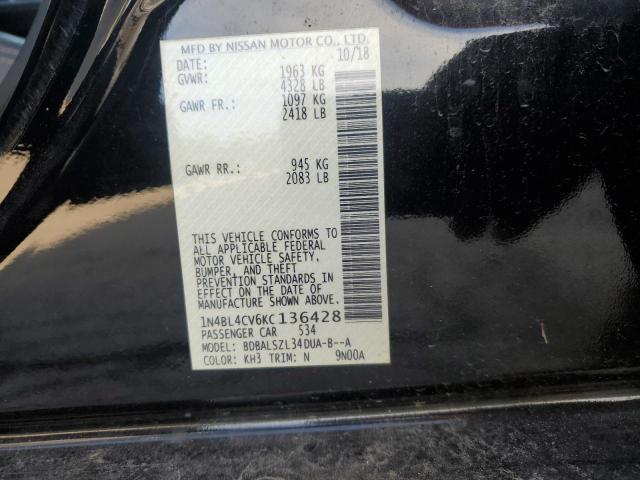 MFD BY NISSAN MOTOR CO., LTD.
DATE: 10/18
GVWR: 1963 KG
4328 LB
GAWR FR.: 1097 KG
2418 LB
GAWR RR.: 945 KG
2083 LB
THIS VEHICLE CONFORMS TO
ALL APPLICABLE FEDERAL
MOTOR VEHICLE SAFETY,
BUMPER, AND THEFT
PREVENTION STANDARDS IN
EFFECT ON THE DATE OF
MANUFACTURE SHOWN ABOVE.
1N4BL4CV6KC136428
PASSENGER CAR 534
MODEL: BDBALSZL34DUA-B--A
COLOR: KH3 TRIM: N 9N00A